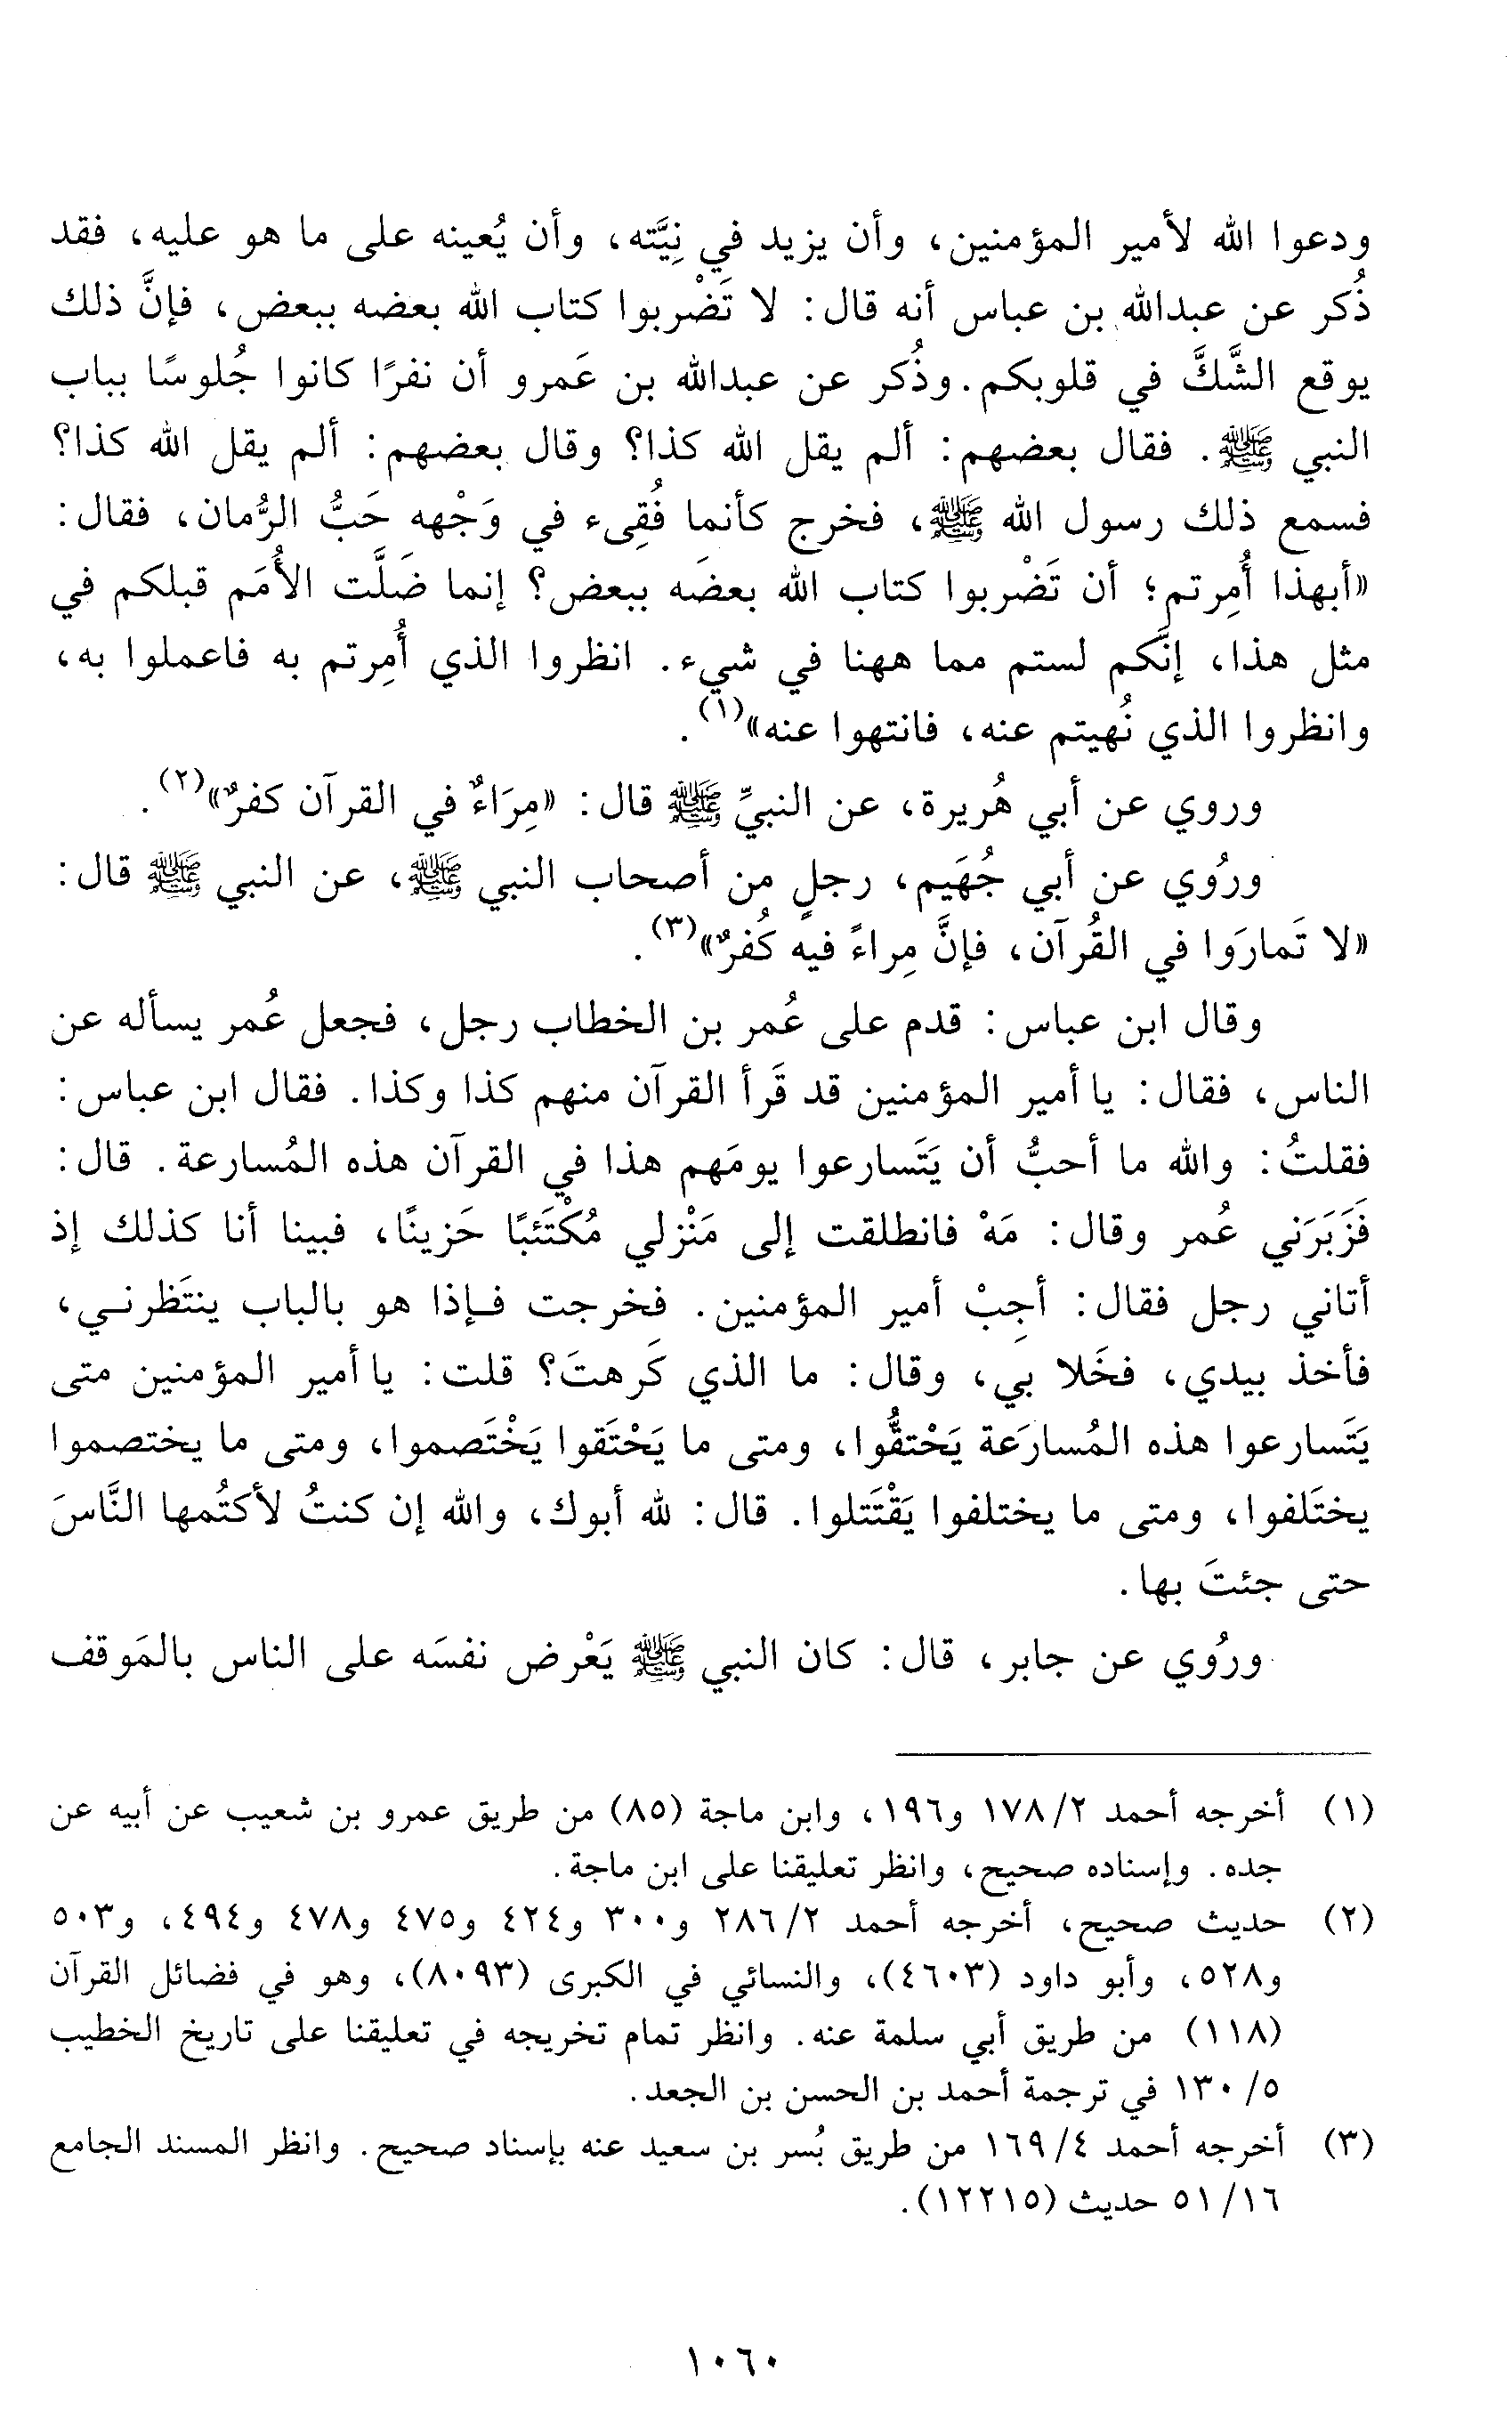 ودعوا الله لأمير المؤمنين، وأن يزيد في نِيَّته، وأن يُعينه على ما هو عليه، فقد
ذُكر عن عبدالله بن عباس أنه قال: لا تَضْربوا كتاب الله بعضه ببعض، فإنَّ ذلك
يوقع الشَّكَّ في قلوبكم. وذُكر عن عبدالله بن عَمرو أن نفرًا كانوا جُلوسًا بباب
النبي ﷺ. فقال بعضهم: ألم يقل الله كذا؟ وقال بعضهم: ألم يقل الله كذا؟
فسمع ذلك رسول الله ﷺ، فخرج كأنما فُقِىء في وَجْهه حَبُّ الرُّمان، فقال:
«أبهذا أُمِرتم؛ أن تَضْربوا كتاب الله بعضَه ببعض؟ إنما ضَلَّت الأُمَم قبلكم في
مثل هذا، إنَّكم لستم مما ههنا في شيء. انظروا الذي أُمِرتم به فاعملوا به،
وانظروا الذي نُهيتم عنه، فانتهوا عنه»(١).
وروي عن أبي هُريرة، عن النبيِّ ﷺ قال: «مِرَاءٌ في القرآن كفرٌ»(٢).
ورُوي عن أبي جُهَيم، رجلٍ من أصحاب النبي ﷺ، عن النبي ﷺ قال:
«لا تَمارَوا في القُرآن، فإنَّ مِراءً فيه كُفرٌ»(٣).
وقال ابن عباس: قدم على عُمر بن الخطاب رجل، فجعل عُمر يسأله عن
الناس، فقال: يا أمير المؤمنين قد قَرأ القرآن منهم كذا وكذا. فقال ابن عباس:
فقلتُ: والله ما أحبُّ أن يَتَسارعوا يومَهم هذا في القرآن هذه المُسارعة. قال:
فَزَبَرَني عُمر وقال: مَهْ فانطلقت إلى مَنْزلي مُكْتَئبًا حَزينًا، فبينا أنا كذلك إذ
أتاني رجل فقال: أجِبْ أمير المؤمنين. فخرجت فإذا هو بالباب ينتَظرني،
فأخذ بيدي، فخَلا بي، وقال: ما الذي كَرهتَ؟ قلت: يا أمير المؤمنين متى
يَتَسارعوا هذه المُسارَعة يَحْتقُّوا، ومتى ما يَحْتَقوا يَخْتَصموا، ومتى ما يختصموا
يختَلفوا، ومتى ما يختلفوا يَقْتَتلوا. قال: لله أبوك، والله إن كنتُ لأكتُمها النَّاسَ
حتى جئتَ بها.
ورُوي عن جابر، قال: كان النبي ﷺ يَعْرض نفسَه على الناس بالمَوقف
(١) أخرجه أحمد ٢/ ١٧٨ و١٩٦، وابن ماجة (٨٥) من طريق عمرو بن شعيب عن أبيه عن
جده. وإسناده صحيح، وانظر تعليقنا على ابن ماجة.
(٢) حديث صحيح، أخرجه أحمد ٢/ ٢٨٦ و٣٠٠ و٤٢٤ و٤٧٥ و٤٧٨ و٤٩٤، و٥٠٣
و٥٢٨، وأبو داود (٤٦٠٣)، والنسائي في الكبرى (٨٠٩٣)، وهو في فضائل القرآن
(١١٨) من طريق أبي سلمة عنه. وانظر تمام تخريجه في تعليقنا على تاريخ الخطيب
٥/ ١٣٠ في ترجمة أحمد بن الحسن بن الجعد.
(٣) أخرجه أحمد ٤/ ١٦٩ من طريق بُسر بن سعيد عنه بإسناد صحيح. وانظر المسند الجامع
١٦/ ٥١ حديث (١٢٢١٥).
١٠٦٠